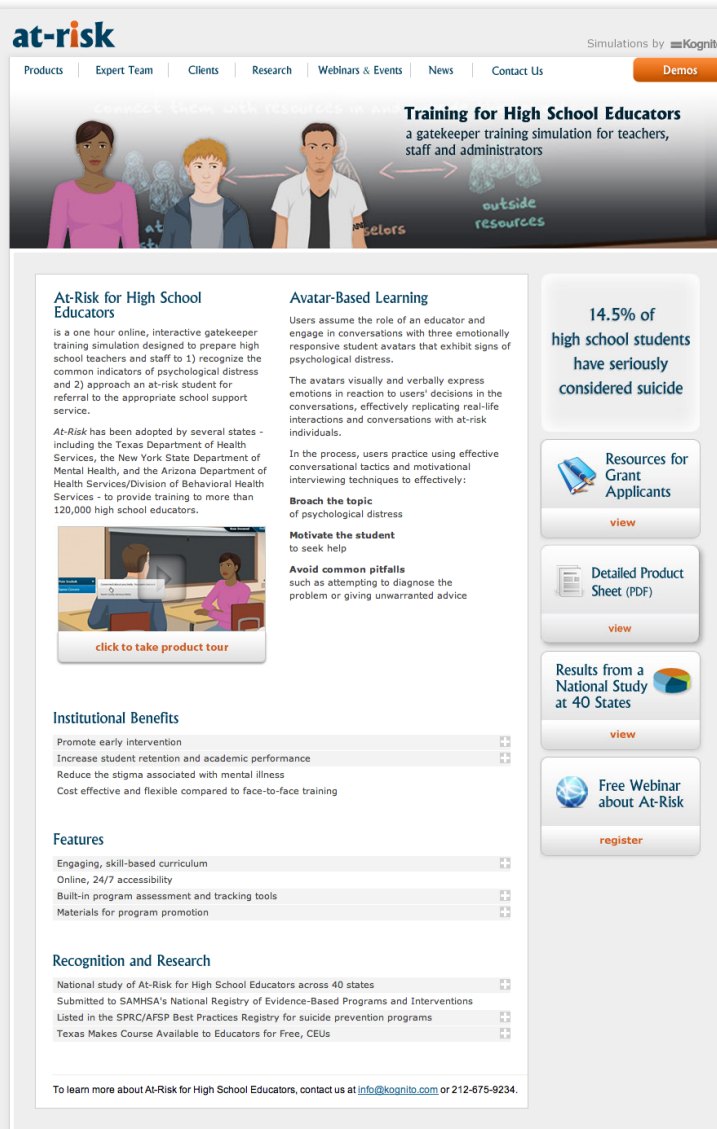 at-risk
Simulations by Kognito
Products
Expert Team
Clients
Research
Webinars & Events
News
Contact Us
Demos
connect them with resources in and
Training for High School Educators
a gatekeeper training simulation for teachers,
staff and administrators
at
selors
outside
resources
At-Risk for High School
Educators
is a one hour online, interactive gatekeeper
training simulation designed to prepare high
school teachers and staff to 1) recognize the
common indicators of psychological distress
and 2) approach an at-risk student for
referral to the appropriate school support
service.
At-Risk has been adopted by several states -
including the Texas Department of Health
Services, the New York State Department of
Mental Health, and the Arizona Department of
Health Services/Division of Behavioral Health
Services - to provide training to more than
120,000 high school educators.
click to take product tour
Avatar-Based Learning
Users assume the role of an educator and
engage in conversations with three emotionally
responsive student avatars that exhibit signs of
psychological distress.
The avatars visually and verbally express
emotions in reaction to users' decisions in the
conversations, effectively replicating real-life
interactions and conversations with at-risk
individuals.
In the process, users practice using effective
conversational tactics and motivational
interviewing techniques to effectively:
Broach the topic
of psychological distress
Motivate the student
to seek help
Avoid common pitfalls
such as attempting to diagnose the
problem or giving unwarranted advice
14.5% of
high school students
have seriously
considered suicide
Resources for
Grant
Applicants
view
Detailed Product
Sheet (PDF)
view
Results from a
National Study
at 40 States
view
Free Webinar
about At-Risk
register
Institutional Benefits
Promote early intervention
Increase student retention and academic performance
Reduce the stigma associated with mental illness
Cost effective and flexible compared to face-to-face training
Features
Engaging, skill-based curriculum
Online, 24/7 accessibility
Built-in program assessment and tracking tools
Materials for program promotion
Recognition and Research
National study of At-Risk for High School Educators across 40 states
Submitted to SAMHSA's National Registry of Evidence-Based Programs and Interventions
Listed in the SPRC/AFSP Best Practices Registry for suicide prevention programs
Texas Makes Course Available to Educators for Free, CEUs
To learn more about At-Risk for High School Educators, contact us at info@kognito.com or 212-675-9234.